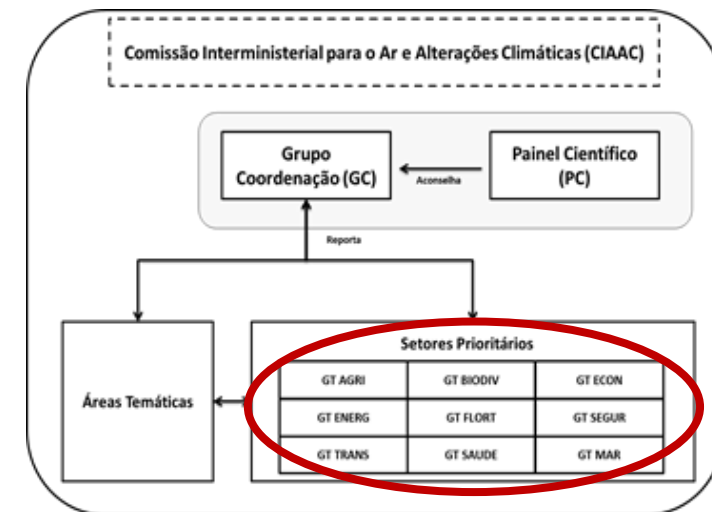 Comissão Interministerial para o Ar e Alterações Climáticas (CIAAC)
Grupo
Coordenação (GC)
Aconselha
Painel Científico
(PC)
Reporta
Áreas Temáticas
Setores Prioritários
GT AGRI GT BIODIV GT ECON
GT ENERG GT FLORT GT SEGUR
GT TRANS GT SAUDE GT MAR